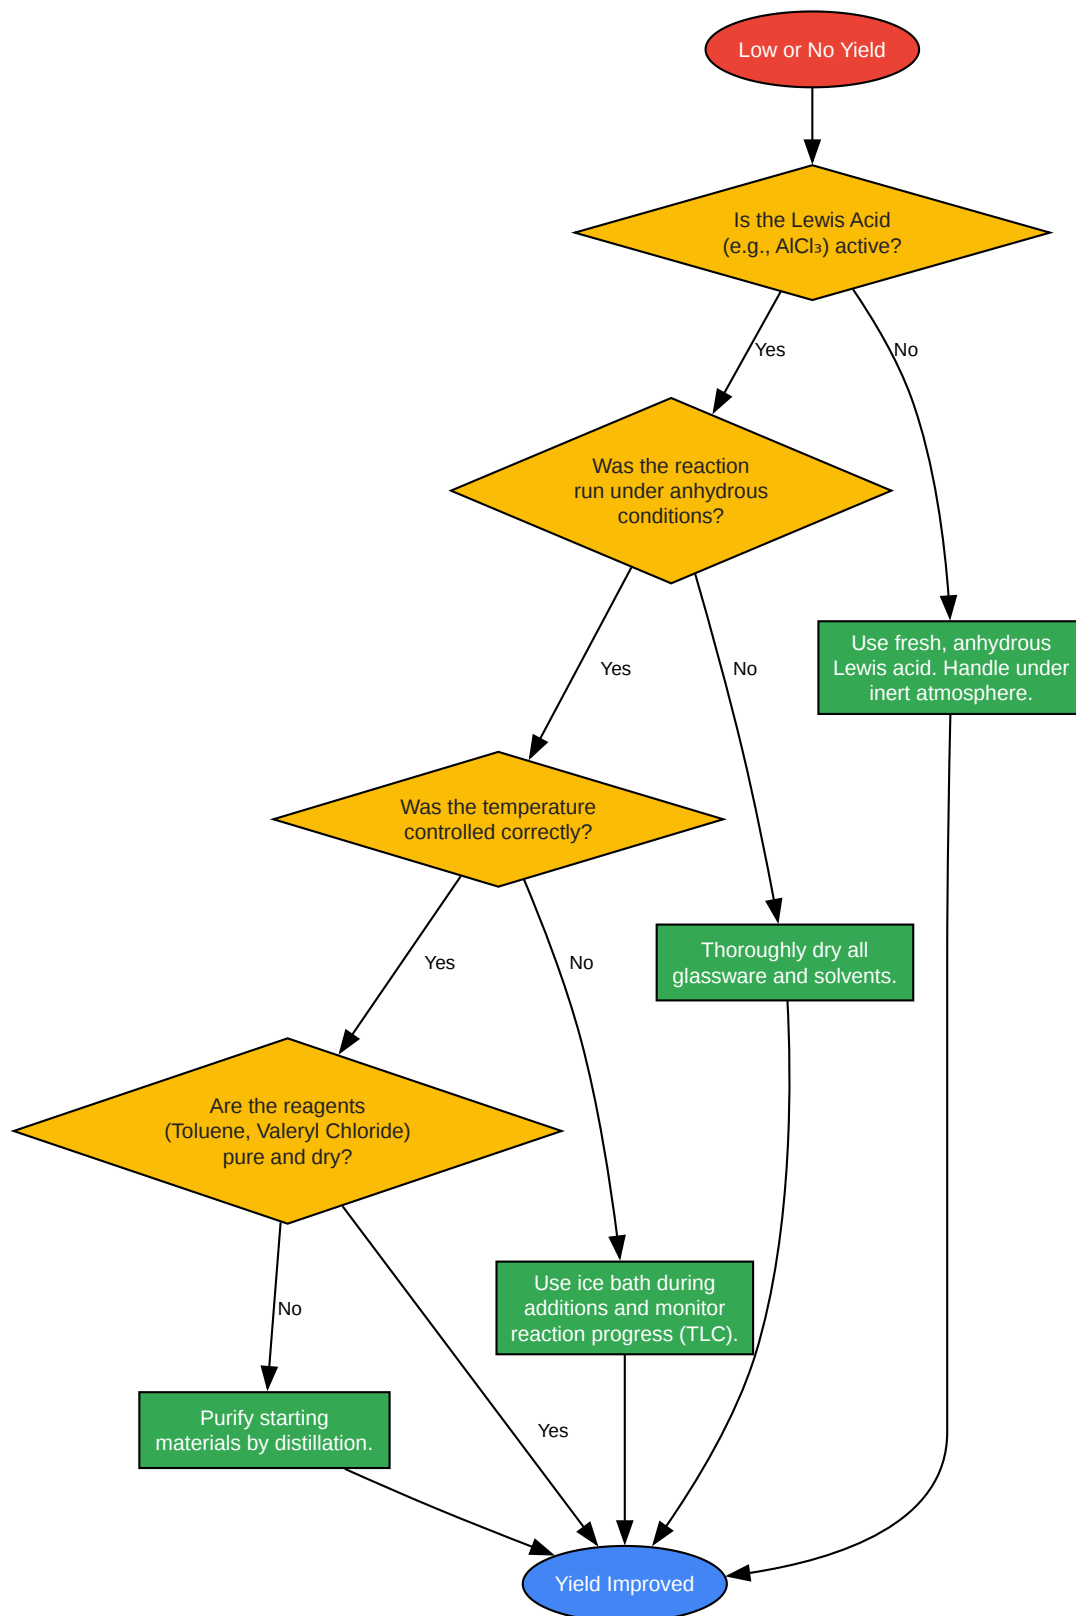 Low or No Yield
Is the Lewis Acid
(e.g., AlCl₃) active?
Yes
No
Was the reaction
run under anhydrous
conditions?
Use fresh, anhydrous
Lewis acid. Handle under
inert atmosphere.
Yes
No
Was the temperature
controlled correctly?
Thoroughly dry all
glassware and solvents.
Yes
No
Are the reagents
(Toluene, Valeryl Chloride)
pure and dry?
Use ice bath during
additions and monitor
reaction progress (TLC).
No
Yes
Purify starting
materials by distillation.
Yield Improved